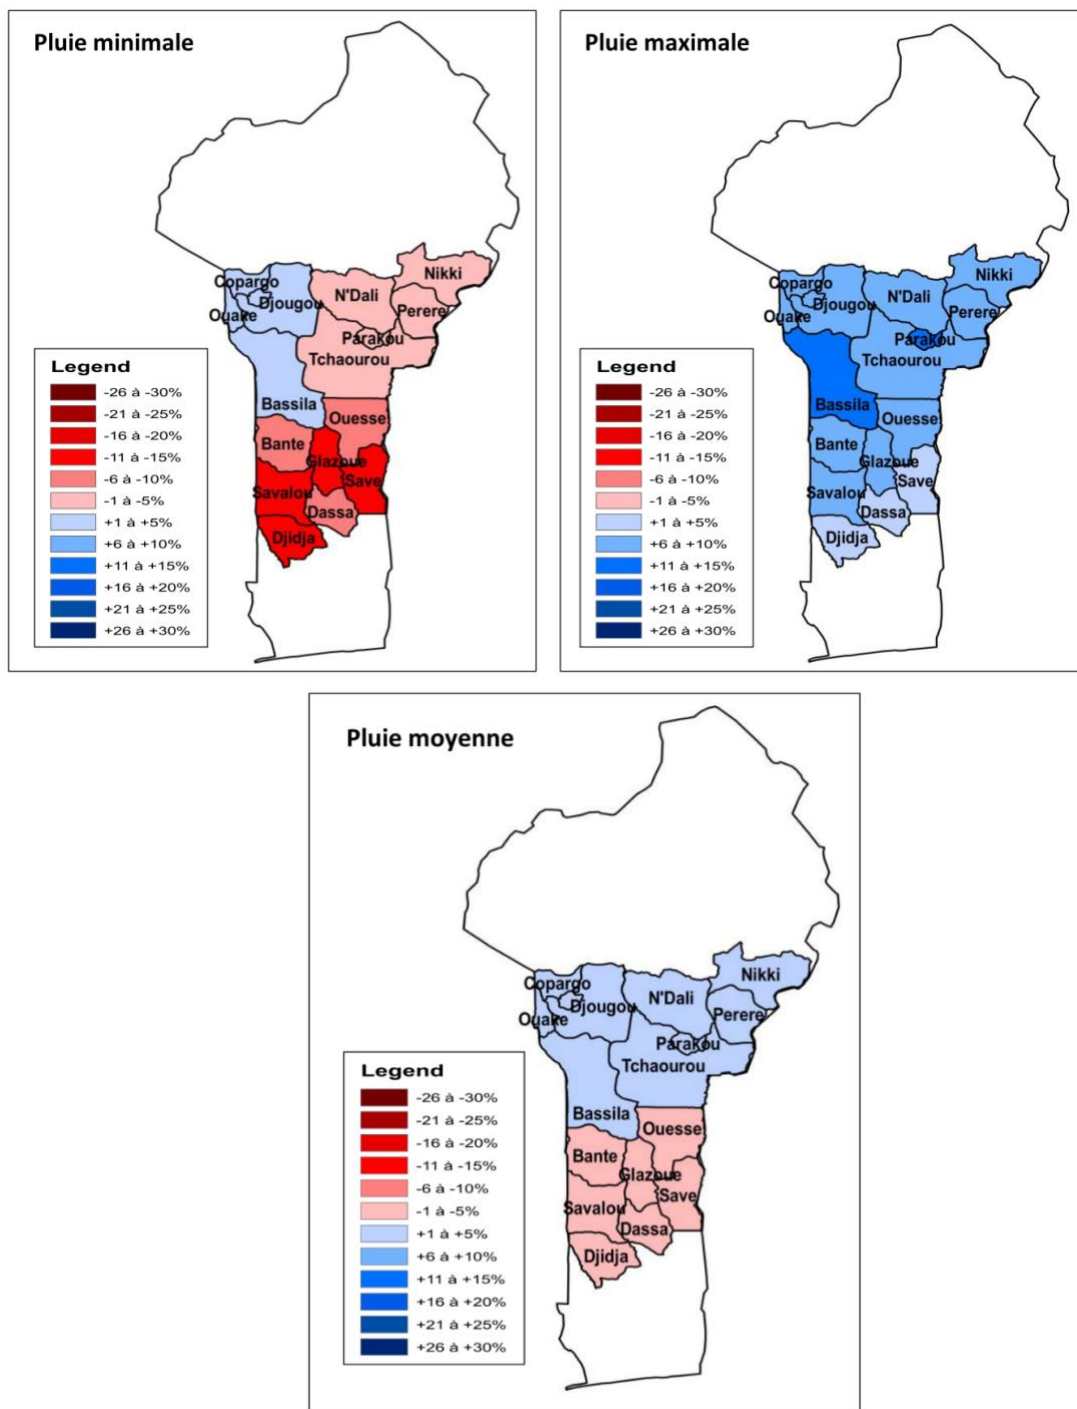 Pluie minimale
Copargo
Djougou
Ouake
Nikki
N'Dali
Perere
Parakou
Tchaourou
Bassila
Ouesse
Bante
Glazoue
Save
Savalou
Dassa
Djidja
Legend
-26 à -30%
-21 à -25%
-16 à -20%
-11 à -15%
-6 à -10%
-1 à -5%
+1 à +5%
+6 à +10%
+11 à +15%
+16 à +20%
+21 à +25%
+26 à +30%
Pluie maximale
Copargo
Djougou
Ouake
Nikki
N'Dali
Perere
Parakou
Tchaourou
Bassila
Ouesse
Bante
Glazoue
Save
Savalou
Dassa
Djidja
Legend
-26 à -30%
-21 à -25%
-16 à -20%
-11 à -15%
-6 à -10%
-1 à -5%
+1 à +5%
+6 à +10%
+11 à +15%
+16 à +20%
+21 à +25%
+26 à +30%
Pluie moyenne
Copargo
Djougou
Ouake
Nikki
N'Dali
Perere
Parakou
Tchaourou
Bassila
Ouesse
Bante
Glazoue
Save
Savalou
Dassa
Djidja
Legend
-26 à -30%
-21 à -25%
-16 à -20%
-11 à -15%
-6 à -10%
-1 à -5%
+1 à +5%
+6 à +10%
+11 à +15%
+16 à +20%
+21 à +25%
+26 à +30%